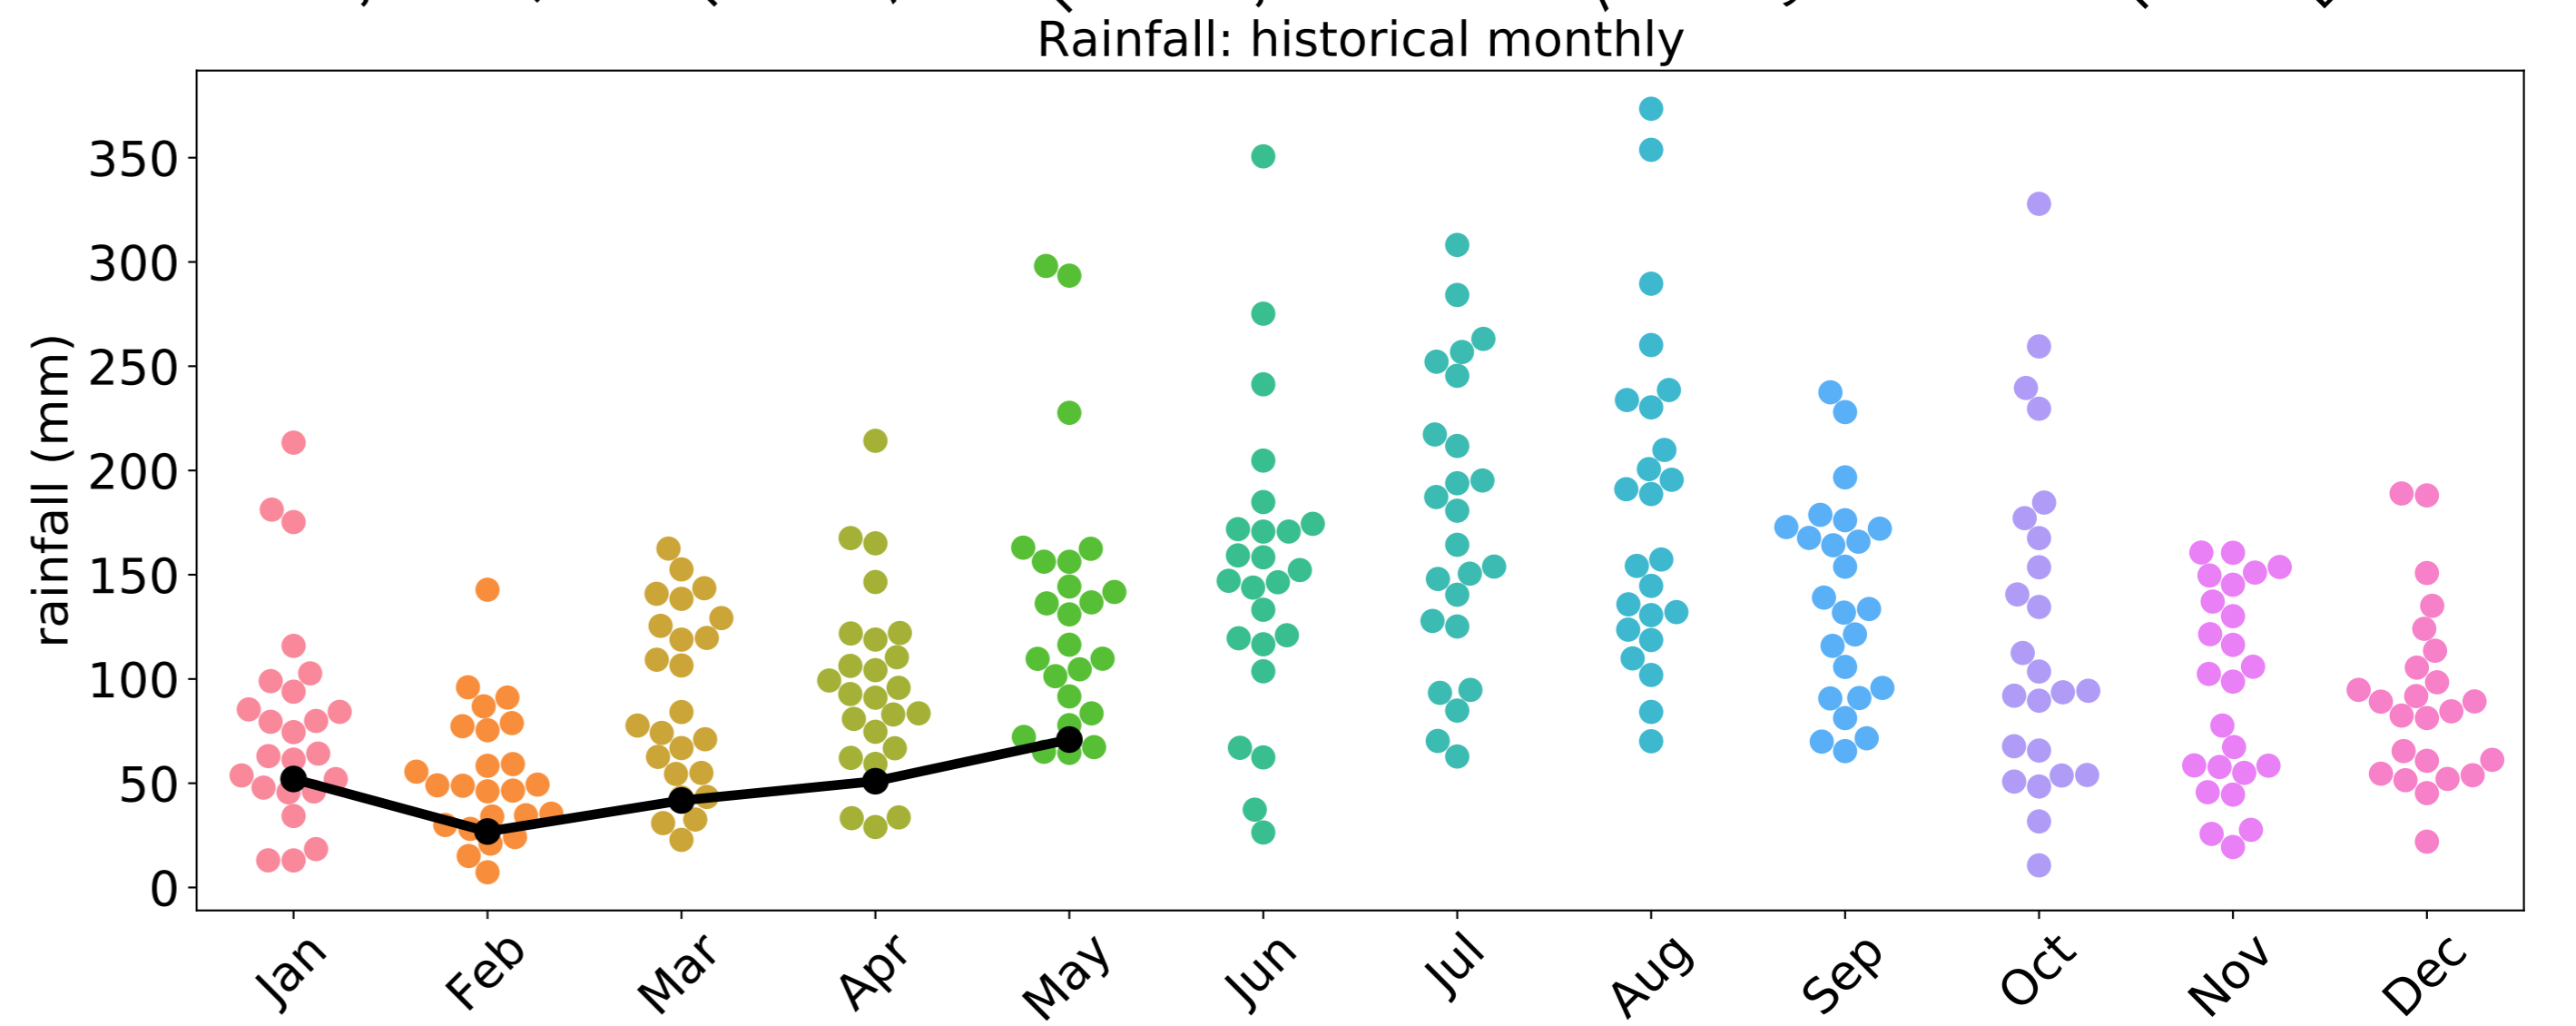 Rainfall: historical monthly
rainfall (mm)
350
300
250
200
150
100
50
0
Jan
Feb
Mar
Apr
May
Jun
Jul
Aug
Sep
Oct
Nov
Dec